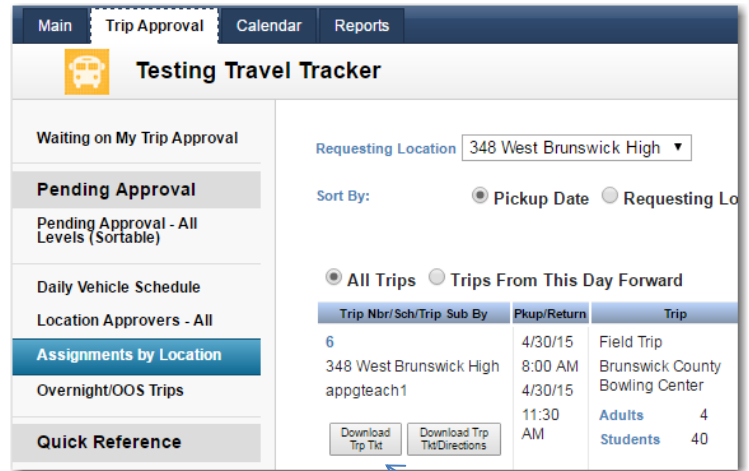 Main Trip Approval Calendar Reports
Testing Travel Tracker
Waiting on My Trip Approval
Pending Approval
Pending Approval - All
Levels (Sortable)
Daily Vehicle Schedule
Location Approvers - All
Assignments by Location
Overnight/OOS Trips
Quick Reference
Requesting Location 348 West Brunswick High
Sort By: Pickup Date Requesting Lo
All Trips Trips From This Day Forward
Trip Nbr/Sch/Trip Sub By Pkup/Return Trip
6 4/30/15 Field Trip
348 West Brunswick High 8:00 AM Brunswick County
appgteach1 4/30/15 Bowling Center
11:30 Adults 4
AM Students 40
Download Download Trp
Trp Tkt Tkt/Directions